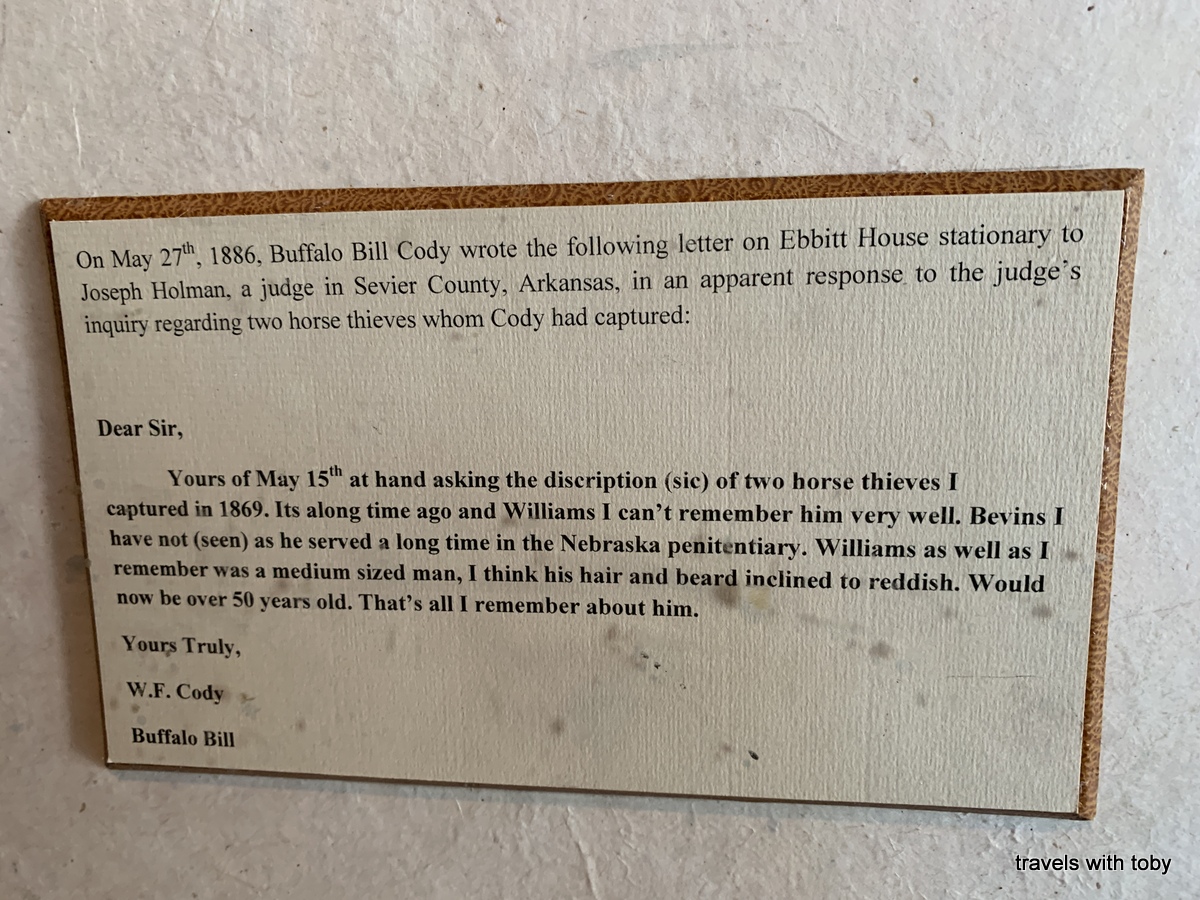 On May 27th, 1886, Buffalo Bill Cody wrote the following letter on Ebbitt House stationary to
Joseph Holman, a judge in Sevier County, Arkansas, in an apparent response to the judge's
inquiry regarding two horse thieves whom Cody had captured:
Dear Sir,
Yours of May 15th at hand asking the discription (sic) of two horse thieves I
captured in 1869. Its along time ago and Williams I can't remember him very well. Bevins I
have not (seen) as he served a long time in the Nebraska penitentiary. Williams as well as I
remember was a medium sized man, I think his hair and beard inclined to reddish. Would
now be over 50 years old. That's all I remember about him.
Yours Truly,
W.F. Cody
Buffalo Bill
travels with toby